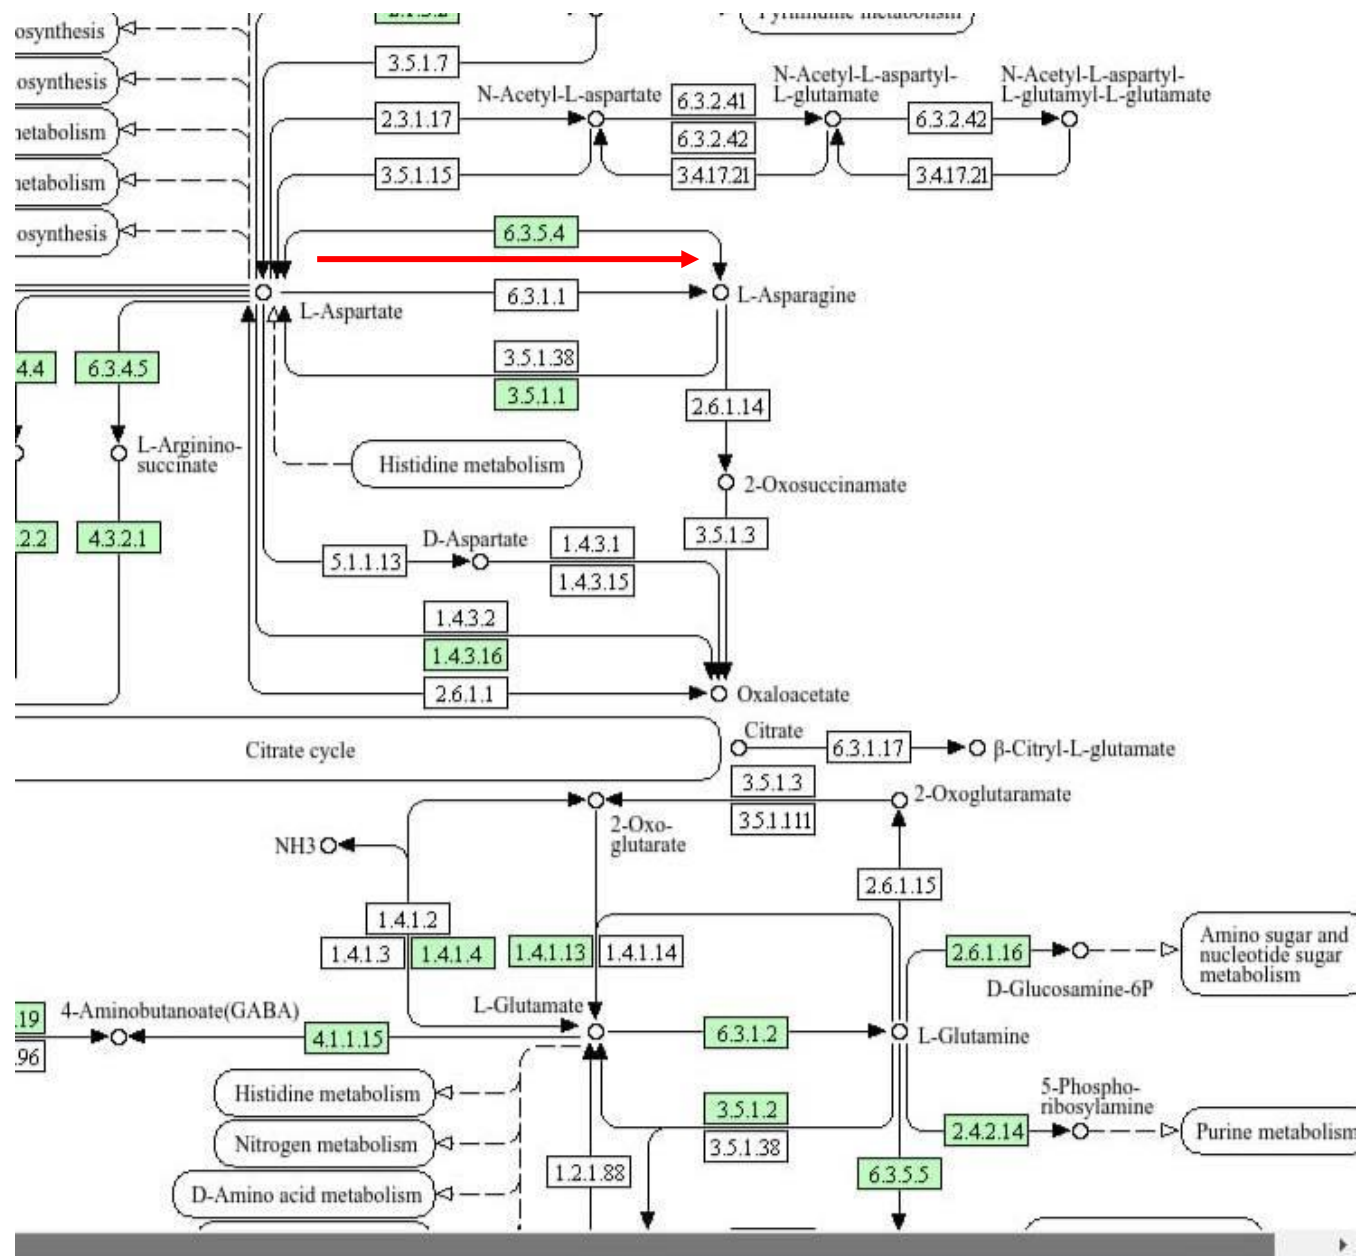 osynthesis
2.1.3.2
Pyrimidine metabolism
osynthesis
3.5.1.7
N-Acetyl-L-aspartate
6.3.2.41
N-Acetyl-L-aspartyl-
L-glutamate
N-Acetyl-L-aspartyl-
L-glutamyl-L-glutamate
netabolism
2.3.1.17
6.3.2.42
6.3.2.42
netabolism
3.5.1.15
3.4.17.21
3.4.17.21
osynthesis
6.3.5.4
L-Aspartate
6.3.1.1
L-Asparagine
4.4
6.3.4.5
3.5.1.38
3.5.1.1
2.6.1.14
L-Arginino-
succinate
Histidine metabolism
2-Oxosuccinamate
.2.2
4.3.2.1
D-Aspartate
1.4.3.1
3.5.1.3
5.1.1.13
1.4.3.15
1.4.3.2
1.4.3.16
2.6.1.1
Oxaloacetate
Citrate cycle
Citrate
6.3.1.17
β-Citryl-L-glutamate
3.5.1.3
2-Oxoglutaramate
3.5.1.111
2-Oxo-
glutarate
NH3
2.6.1.15
1.4.1.2
1.4.1.3
1.4.1.4
1.4.1.13
1.4.1.14
2.6.1.16
Amino sugar and
nucleotide sugar
metabolism
D-Glucosamine-6P
.19
4-Aminobutanoate(GABA)
L-Glutamate
.96
4.1.1.15
6.3.1.2
L-Glutamine
Histidine metabolism
3.5.1.2
5-Phospho-
ribosylamine
Nitrogen metabolism
3.5.1.38
2.4.2.14
Purine metabolism
D-Amino acid metabolism
1.2.1.88
6.3.5.5